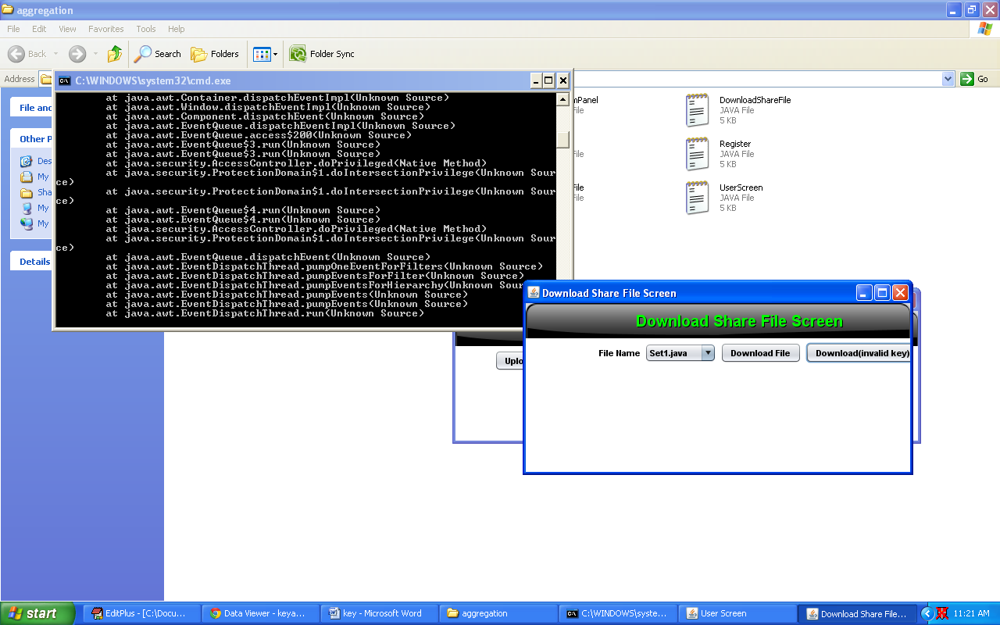 aggregation
File Edit View Favorites Tools Help
Back Search Folders Folder Sync
Address Go
File and
Other P
Des
My
Sha
My
My
Details
C:\WINDOWS\system32\cmd.exe
at java.awt.Container.dispatchEventImpl(Unknown Source)
at java.awt.Window.dispatchEventImpl(Unknown Source)
at java.awt.Component.dispatchEvent(Unknown Source)
at java.awt.EventQueue.dispatchEventImpl(Unknown Source)
at java.awt.EventQueue.access$200(Unknown Source)
at java.awt.EventQueue$3.run(Unknown Source)
at java.awt.EventQueue$3.run(Unknown Source)
at java.security.AccessController.doPrivileged(Native Method)
at java.security.ProtectionDomain$1.doIntersectionPrivilege(Unknown Sour
ce)
at java.security.ProtectionDomain$1.doIntersectionPrivilege(Unknown Sour
ce)
at java.awt.EventQueue$4.run(Unknown Source)
at java.awt.EventQueue$4.run(Unknown Source)
at java.security.AccessController.doPrivileged(Native Method)
at java.security.ProtectionDomain$1.doIntersectionPrivilege(Unknown Sour
ce)
at java.awt.EventQueue.dispatchEvent(Unknown Source)
at java.awt.EventDispatchThread.pumpOneEventForFilters(Unknown Source)
at java.awt.EventDispatchThread.pumpEventsForFilter(Unknown Source)
at java.awt.EventDispatchThread.pumpEventsForHierarchy(Unknown Sour
at java.awt.EventDispatchThread.pumpEvents(Unknown Source)
at java.awt.EventDispatchThread.pumpEvents(Unknown Source)
at java.awt.EventDispatchThread.run(Unknown Source)
mPanel
File
File
File
File
DownloadShareFile
JAVA File
5 KB
Register
JAVA File
5 KB
UserScreen
JAVA File
5 KB
Uplo
Download Share File Screen
Download Share File Screen
File Name Set1.java Download File Download(invalid key)
start EditPlus - [C:\Docu... Data Viewer - keya... key - Microsoft Word aggregation C:\WINDOWS\syste... User Screen Download Share File... 11:21 AM